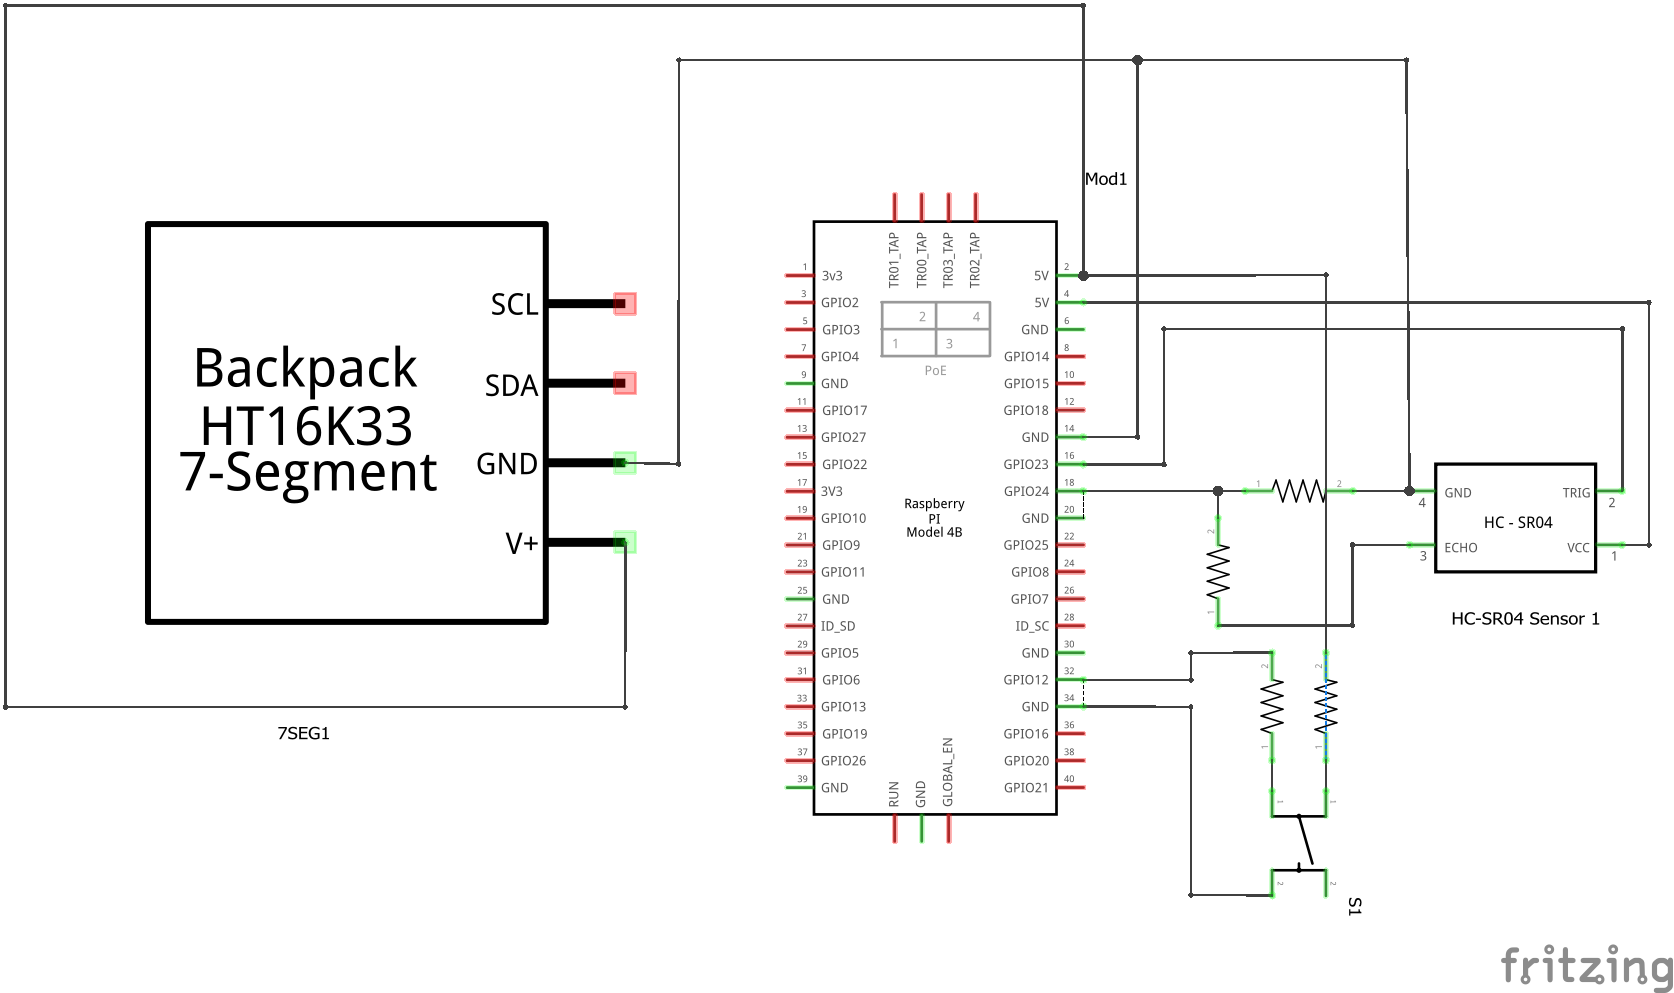 Mod1
SCL
SDA
GND
V+
Backpack
HT16K33
7-Segment
7SEG1
TR01_TAP
TR00_TAP
TR03_TAP
TR02_TAP
2 4
1 3
PoE
Raspberry
PI
Model 4B
1 3v3
3 GPIO2
5 GPIO3
7 GPIO4
9 GND
11 GPIO17
13 GPIO27
15 GPIO22
17 3V3
19 GPIO10
21 GPIO9
23 GPIO11
25 GND
27 ID_SD
29 GPIO5
31 GPIO6
33 GPIO13
35 GPIO19
37 GPIO26
39 GND
5V 2
5V 4
GND 6
GPIO14 8
GPIO15 10
GPIO18 12
GND 14
GPIO23 16
GPIO24 18
GND 20
GPIO25 22
GPIO8 24
GPIO7 26
ID_SC 28
GND 30
GPIO12 32
GND 34
GPIO16 36
GPIO20 38
GPIO21 40
RUN
GND
GLOBAL_EN
1 2
2
1
GND 4
ECHO 3
HC - SR04
TRIG 2
VCC 1
HC-SR04 Sensor 1
2 2
1 1
1 1
2 2
S1
fritzing